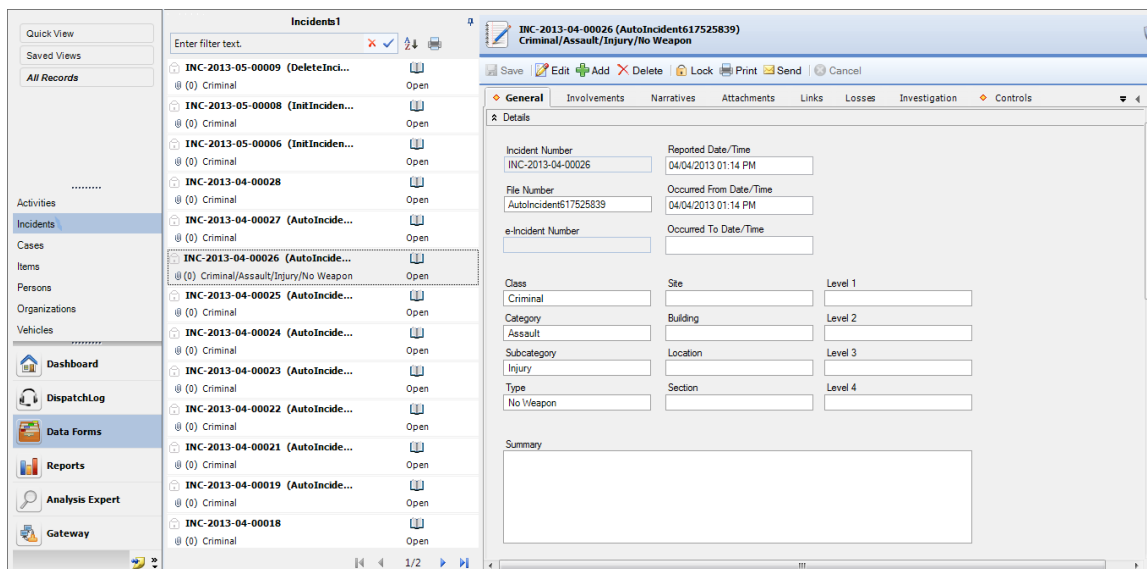 Quick View
Saved Views
All Records
Activities
Incidents
Cases
Items
Persons
Organizations
Vehicles
Dashboard
DispatchLog
Data Forms
Reports
Analysis Expert
Gateway
Incidents1
Enter filter text.
INC-2013-05-00009 (DeleteInci...
(0) Criminal Open
INC-2013-05-00008 (InitInciden...
(0) Criminal Open
INC-2013-05-00006 (InitInciden...
(0) Criminal Open
INC-2013-04-00028
(0) Criminal Open
INC-2013-04-00027 (AutoIncide...
(0) Criminal Open
INC-2013-04-00026 (AutoIncide...
(0) Criminal/Assault/Injury/No Weapon Open
INC-2013-04-00025 (AutoIncide...
(0) Criminal Open
INC-2013-04-00024 (AutoIncide...
(0) Criminal Open
INC-2013-04-00023 (AutoIncide...
(0) Criminal Open
INC-2013-04-00022 (AutoIncide...
(0) Criminal Open
INC-2013-04-00021 (AutoIncide...
(0) Criminal Open
INC-2013-04-00019 (AutoIncide...
(0) Criminal Open
INC-2013-04-00018
(0) Criminal Open
1/2
INC-2013-04-00026 (AutoIncident617525839)
Criminal/Assault/Injury/No Weapon
Save Edit Add Delete Lock Print Send Cancel
General Involvements Narratives Attachments Links Losses Investigation Controls
Details
Incident Number Reported Date/Time
INC-2013-04-00026 04/04/2013 01:14 PM
File Number Occurred From Date/Time
AutoIncident617525839 04/04/2013 01:14 PM
e-Incident Number Occurred To Date/Time
Class Site Level 1
Criminal
Category Building Level 2
Assault
Subcategory Location Level 3
Injury
Type Section Level 4
No Weapon
Summary